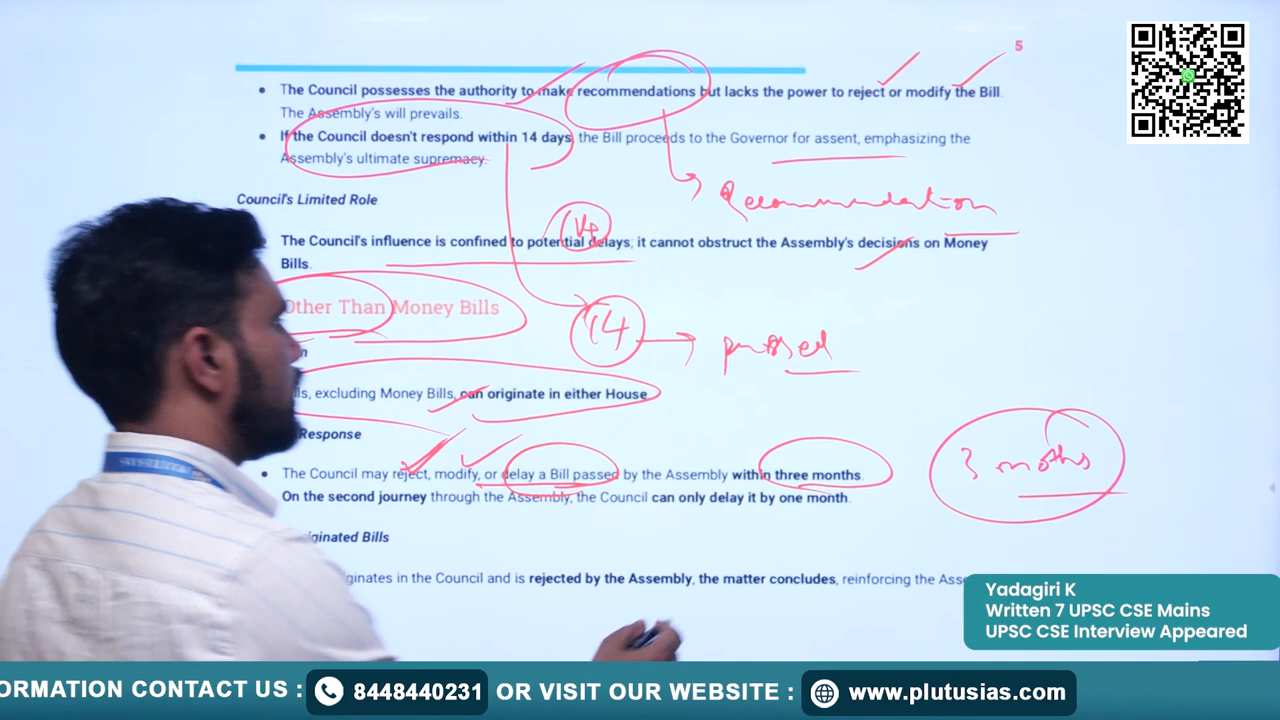 5
• The Council possesses the authority to make recommendations but lacks the power to reject or modify the Bill.
The Assembly's will prevails.
• If the Council doesn't respond within 14 days, the Bill proceeds to the Governor for assent, emphasizing the
Assembly's ultimate supremacy.
Recommendation
Council's Limited Role
14
The Council's influence is confined to potential delays; it cannot obstruct the Assembly's decisions on Money
Bills.
Other Than Money Bills
14 → passed
excluding Money Bills, can originate in either House
Response
3 months
• The Council may reject, modify, or delay a Bill passed by the Assembly within three months.
On the second journey through the Assembly, the Council can only delay it by one month.
Bills
in the Council and is rejected by the Assembly, the matter concludes, reinforcing the
Yadagiri K
Written 7 UPSC CSE Mains
UPSC CSE Interview Appeared
CONTACT US : 8448440231 OR VISIT OUR WEBSITE : www.plutusias.com